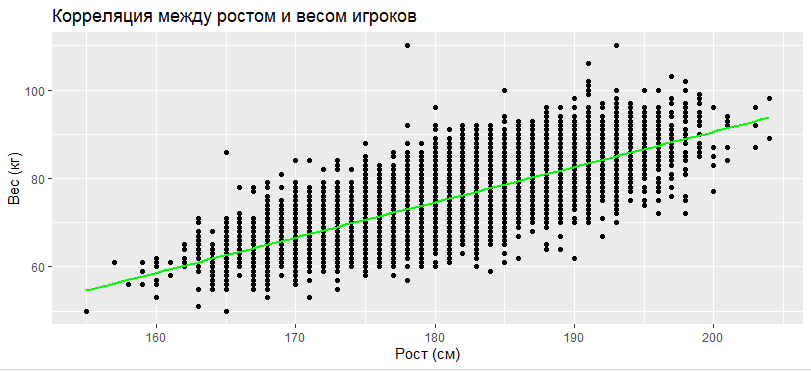 Корреляция между ростом и весом игроков
100
80
60
Вес (кг)
160 170 180 190 200
Рост (см)